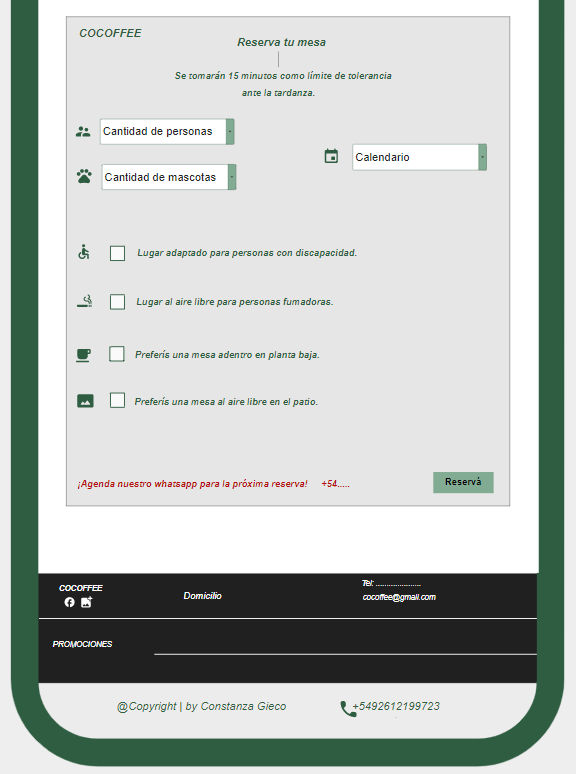 COCOFFEE
Reserva tu mesa
Se tomarán 15 minutos como límite de tolerancia
ante la tardanza.
Cantidad de personas
Calendario
Cantidad de mascotas
Lugar adaptado para personas con discapacidad.
Lugar al aire libre para personas fumadoras.
Preferís una mesa adentro en planta baja.
Preferís una mesa al aire libre en el patio.
¡Agenda nuestro whatsapp para la próxima reserva! +54.....
Reservá
COCOFFEE
Tel: .....................
Domicilio
cocoffee@gmail.com
PROMOCIONES
@Copyright | by Constanza Gieco
+5492612199723